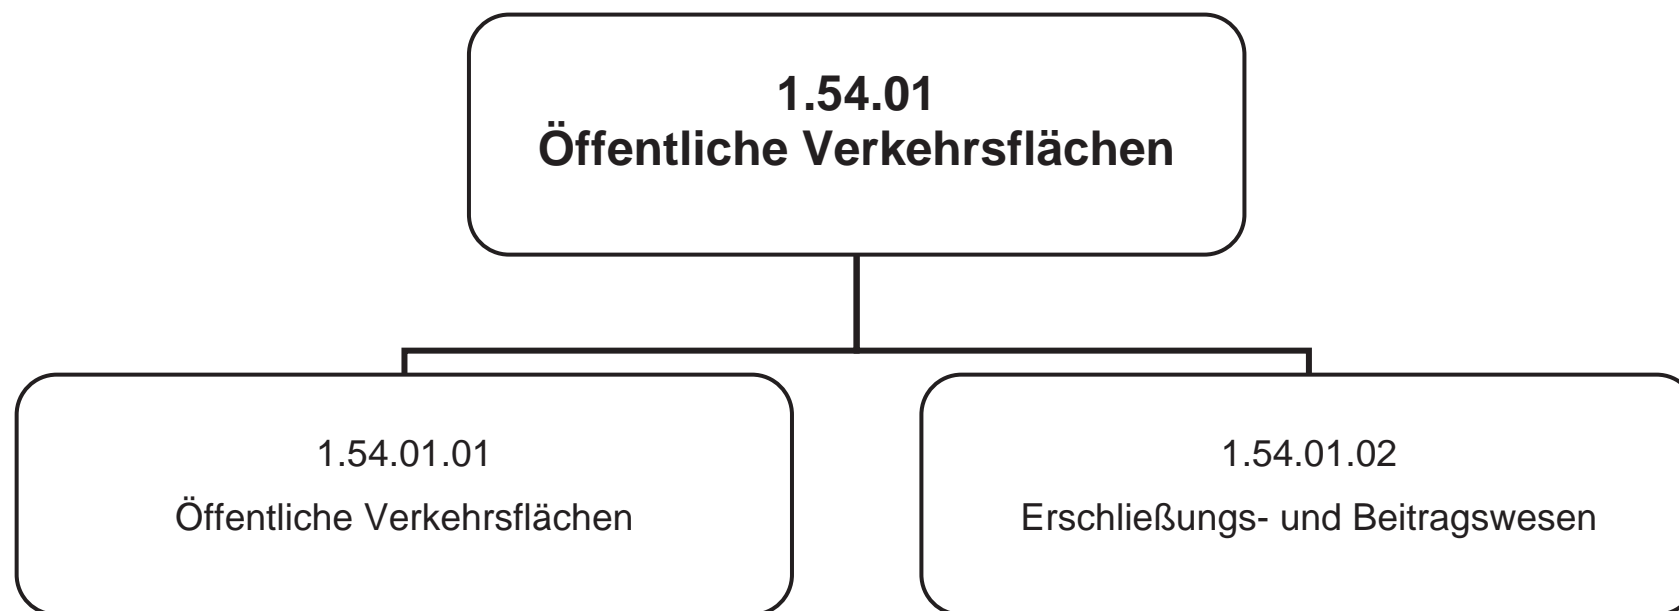 1.54.01
Öffentliche Verkehrsflächen
1.54.01.01
Öffentliche Verkehrsflächen
1.54.01.02
Erschließungs- und Beitragswesen